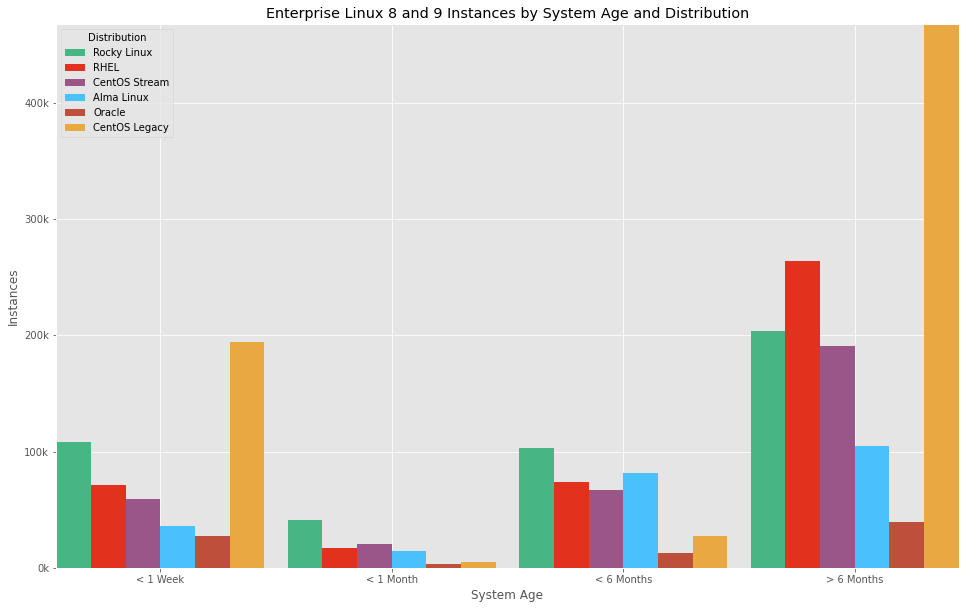 Enterprise Linux 8 and 9 Instances by System Age and Distribution
Distribution
Rocky Linux
RHEL
CentOS Stream
Alma Linux
Oracle
CentOS Legacy
400k
300k
200k
100k
0k
Instances
< 1 Week
< 1 Month
< 6 Months
> 6 Months
System Age